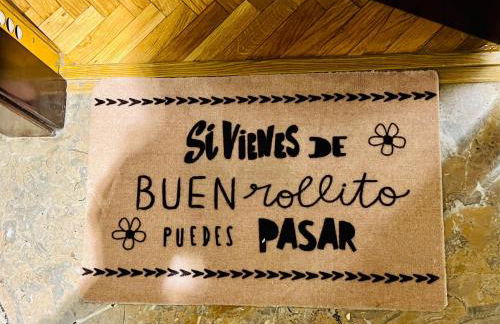 Si VIENES DE
BUEN rollito
PUEDES PASAR